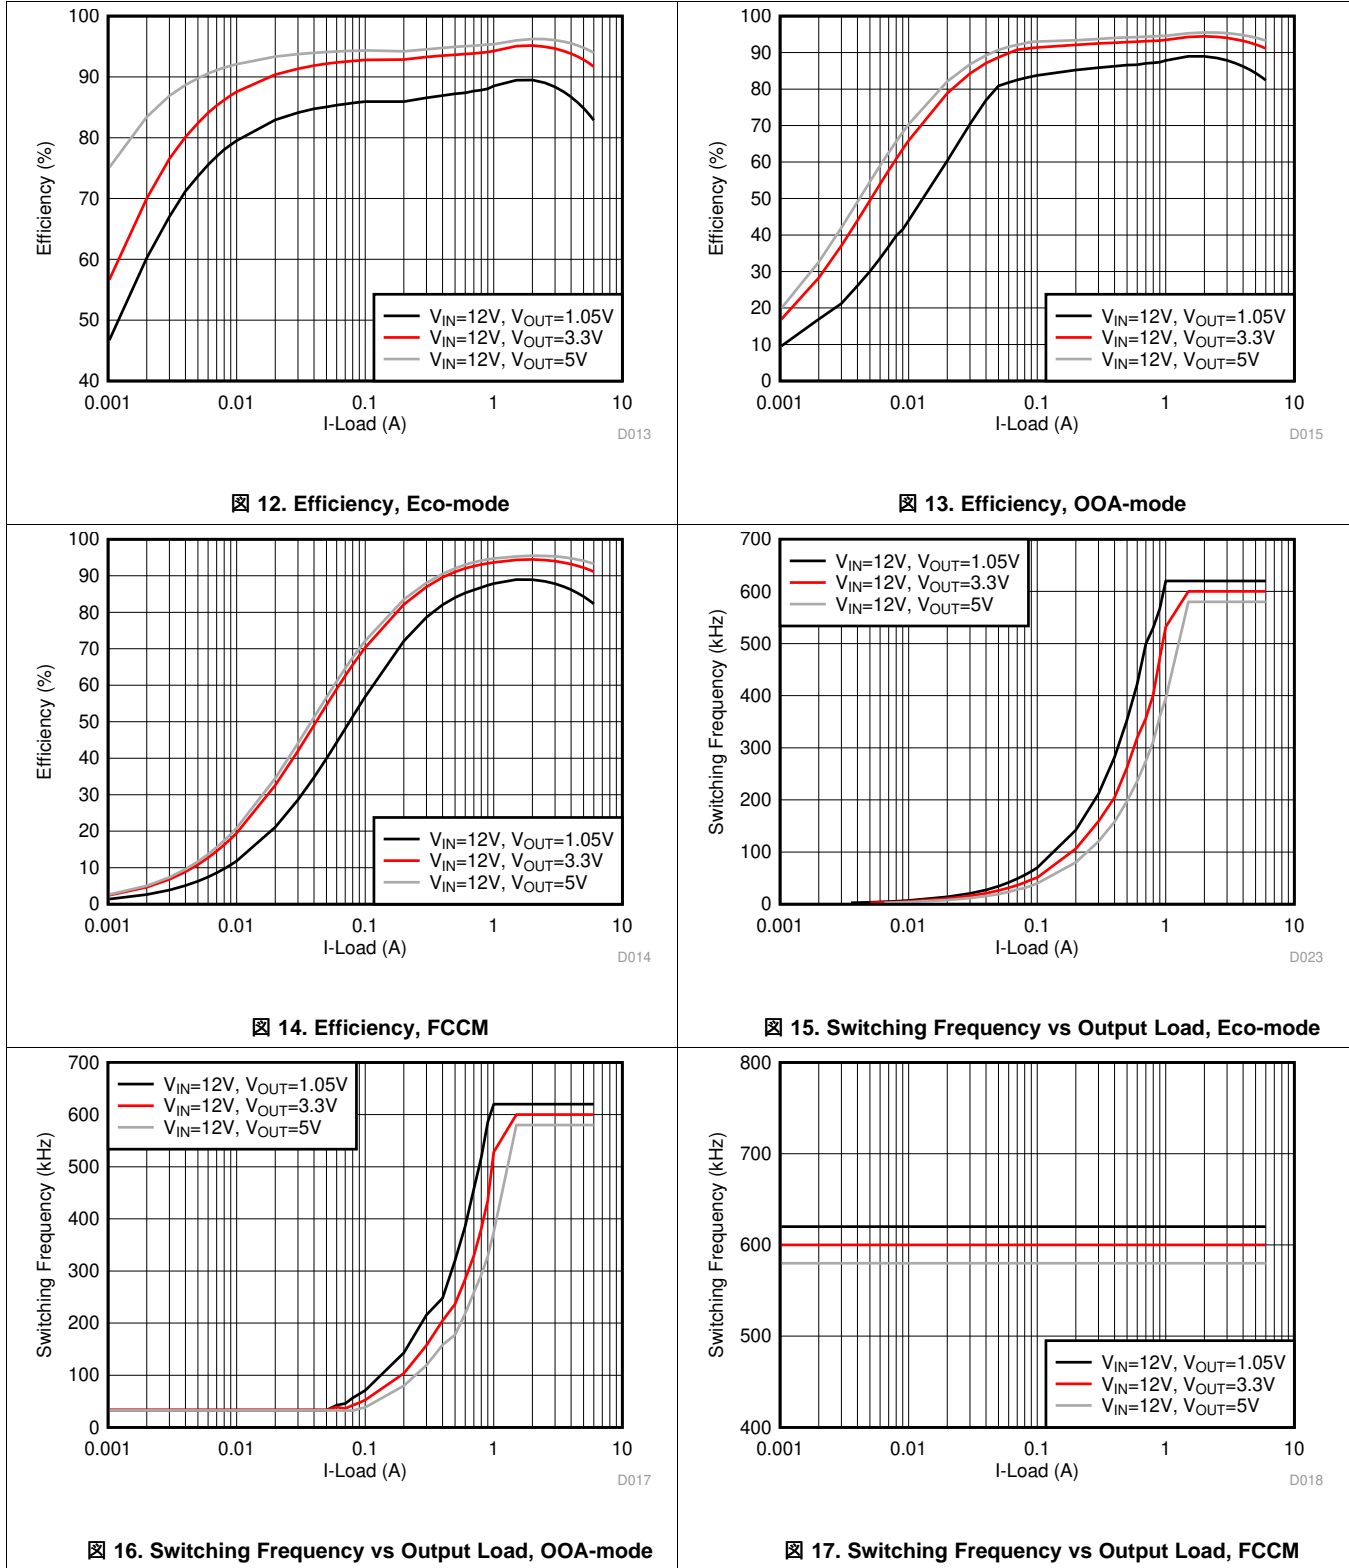 100
90
80
70
60
50
40
Efficiency (%)
V_IN=12V, V_OUT=1.05V
V_IN=12V, V_OUT=3.3V
V_IN=12V, V_OUT=5V
0.001 0.01 0.1 1 10
I-Load (A)
D013
図 12. Efficiency, Eco-mode
100
90
80
70
60
50
40
30
20
10
0
Efficiency (%)
V_IN=12V, V_OUT=1.05V
V_IN=12V, V_OUT=3.3V
V_IN=12V, V_OUT=5V
0.001 0.01 0.1 1 10
I-Load (A)
D015
図 13. Efficiency, OOA-mode
100
90
80
70
60
50
40
30
20
10
0
Efficiency (%)
V_IN=12V, V_OUT=1.05V
V_IN=12V, V_OUT=3.3V
V_IN=12V, V_OUT=5V
0.001 0.01 0.1 1 10
I-Load (A)
D014
図 14. Efficiency, FCCM
700
600
500
400
300
200
100
0
Switching Frequency (kHz)
V_IN=12V, V_OUT=1.05V
V_IN=12V, V_OUT=3.3V
V_IN=12V, V_OUT=5V
0.001 0.01 0.1 1 10
I-Load (A)
D023
図 15. Switching Frequency vs Output Load, Eco-mode
700
600
500
400
300
200
100
0
Switching Frequency (kHz)
V_IN=12V, V_OUT=1.05V
V_IN=12V, V_OUT=3.3V
V_IN=12V, V_OUT=5V
0.001 0.01 0.1 1 10
I-Load (A)
D017
図 16. Switching Frequency vs Output Load, OOA-mode
800
700
600
500
400
Switching Frequency (kHz)
V_IN=12V, V_OUT=1.05V
V_IN=12V, V_OUT=3.3V
V_IN=12V, V_OUT=5V
0.001 0.01 0.1 1 10
I-Load (A)
D018
図 17. Switching Frequency vs Output Load, FCCM